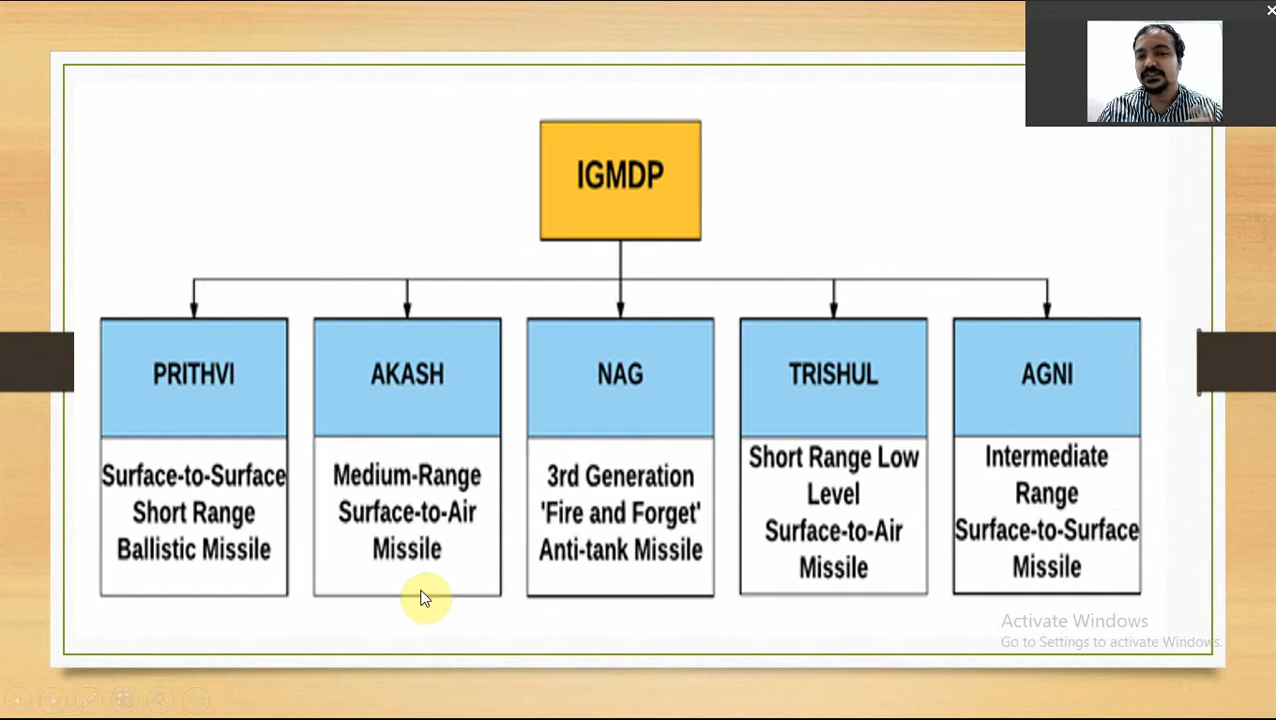 IGMDP
PRITHVI
Surface-to-Surface
Short Range
Ballistic Missile
AKASH
Medium-Range
Surface-to-Air
Missile
NAG
3rd Generation
'Fire and Forget'
Anti-tank Missile
TRISHUL
Short Range Low
Level
Surface-to-Air
Missile
AGNI
Intermediate
Range
Surface-to-Surface
Missile
Activate Windows
Go to Settings to activate Windows.